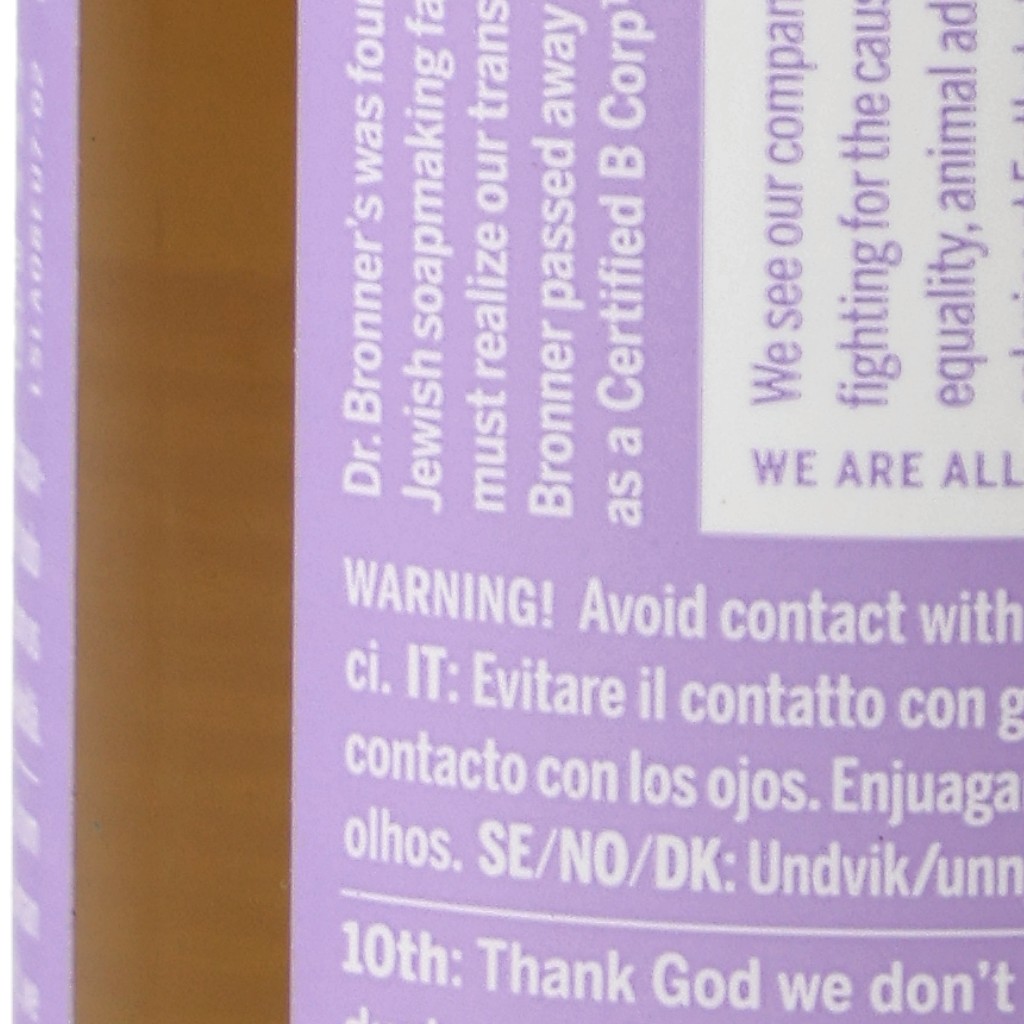 Dr. Bronner's was four
Jewish soapmaking fa
must realize our trans
Bronner passed away
as a Certified B Corp
We see our compan
fighting for the caus
equality, animal ad
WE ARE ALL
WARNING! Avoid contact with
ci. IT: Evitare il contatto con g
contacto con los ojos. Enjuaga
olhos. SE/NO/DK: Undvik/unn
10th: Thank God we don't